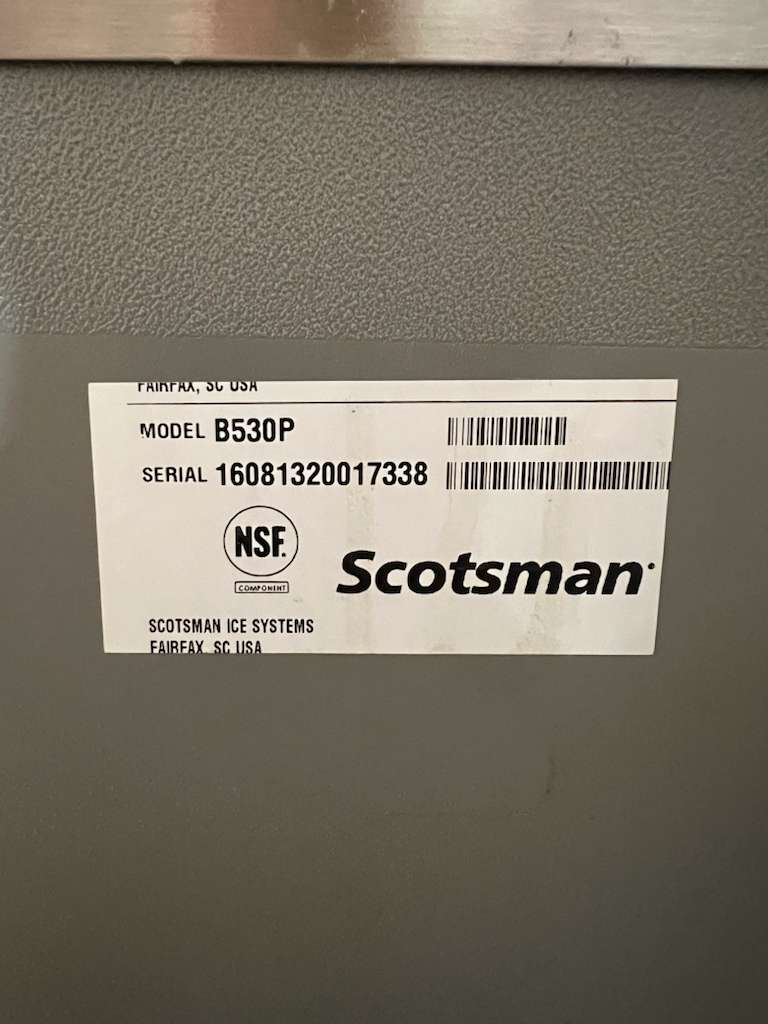 FAIRFAX, SC USA
MODEL B530P
SERIAL 16081320017338
NSF.
COMPONENT
Scotsman
SCOTSMAN ICE SYSTEMS
FAIRFAX, SC USA